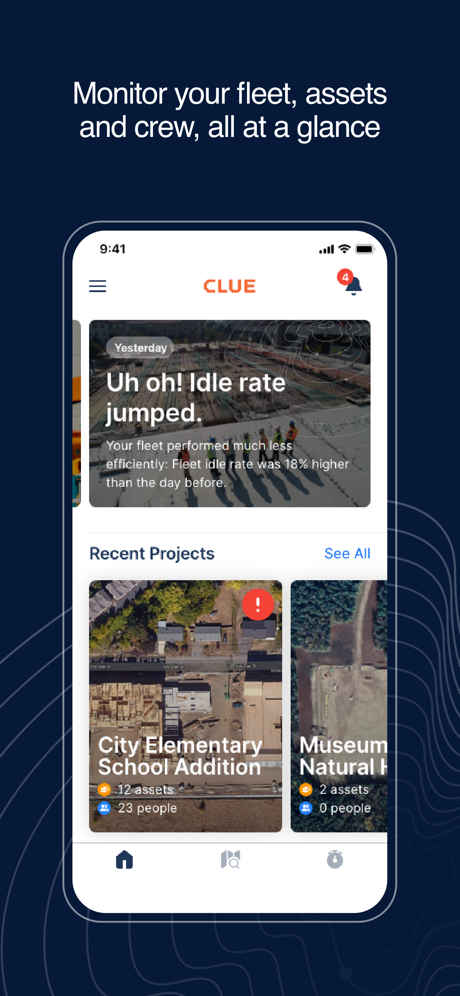 Monitor your fleet, assets
and crew, all at a glance
9:41
CLUE
4
Yesterday
Uh oh! Idle rate
jumped.
Your fleet performed much less
efficiently: Fleet idle rate was 18% higher
than the day before.
Recent Projects
See All
!
City Elementary
School Addition
12 assets
23 people
Museum
Natural
2 assets
0 people